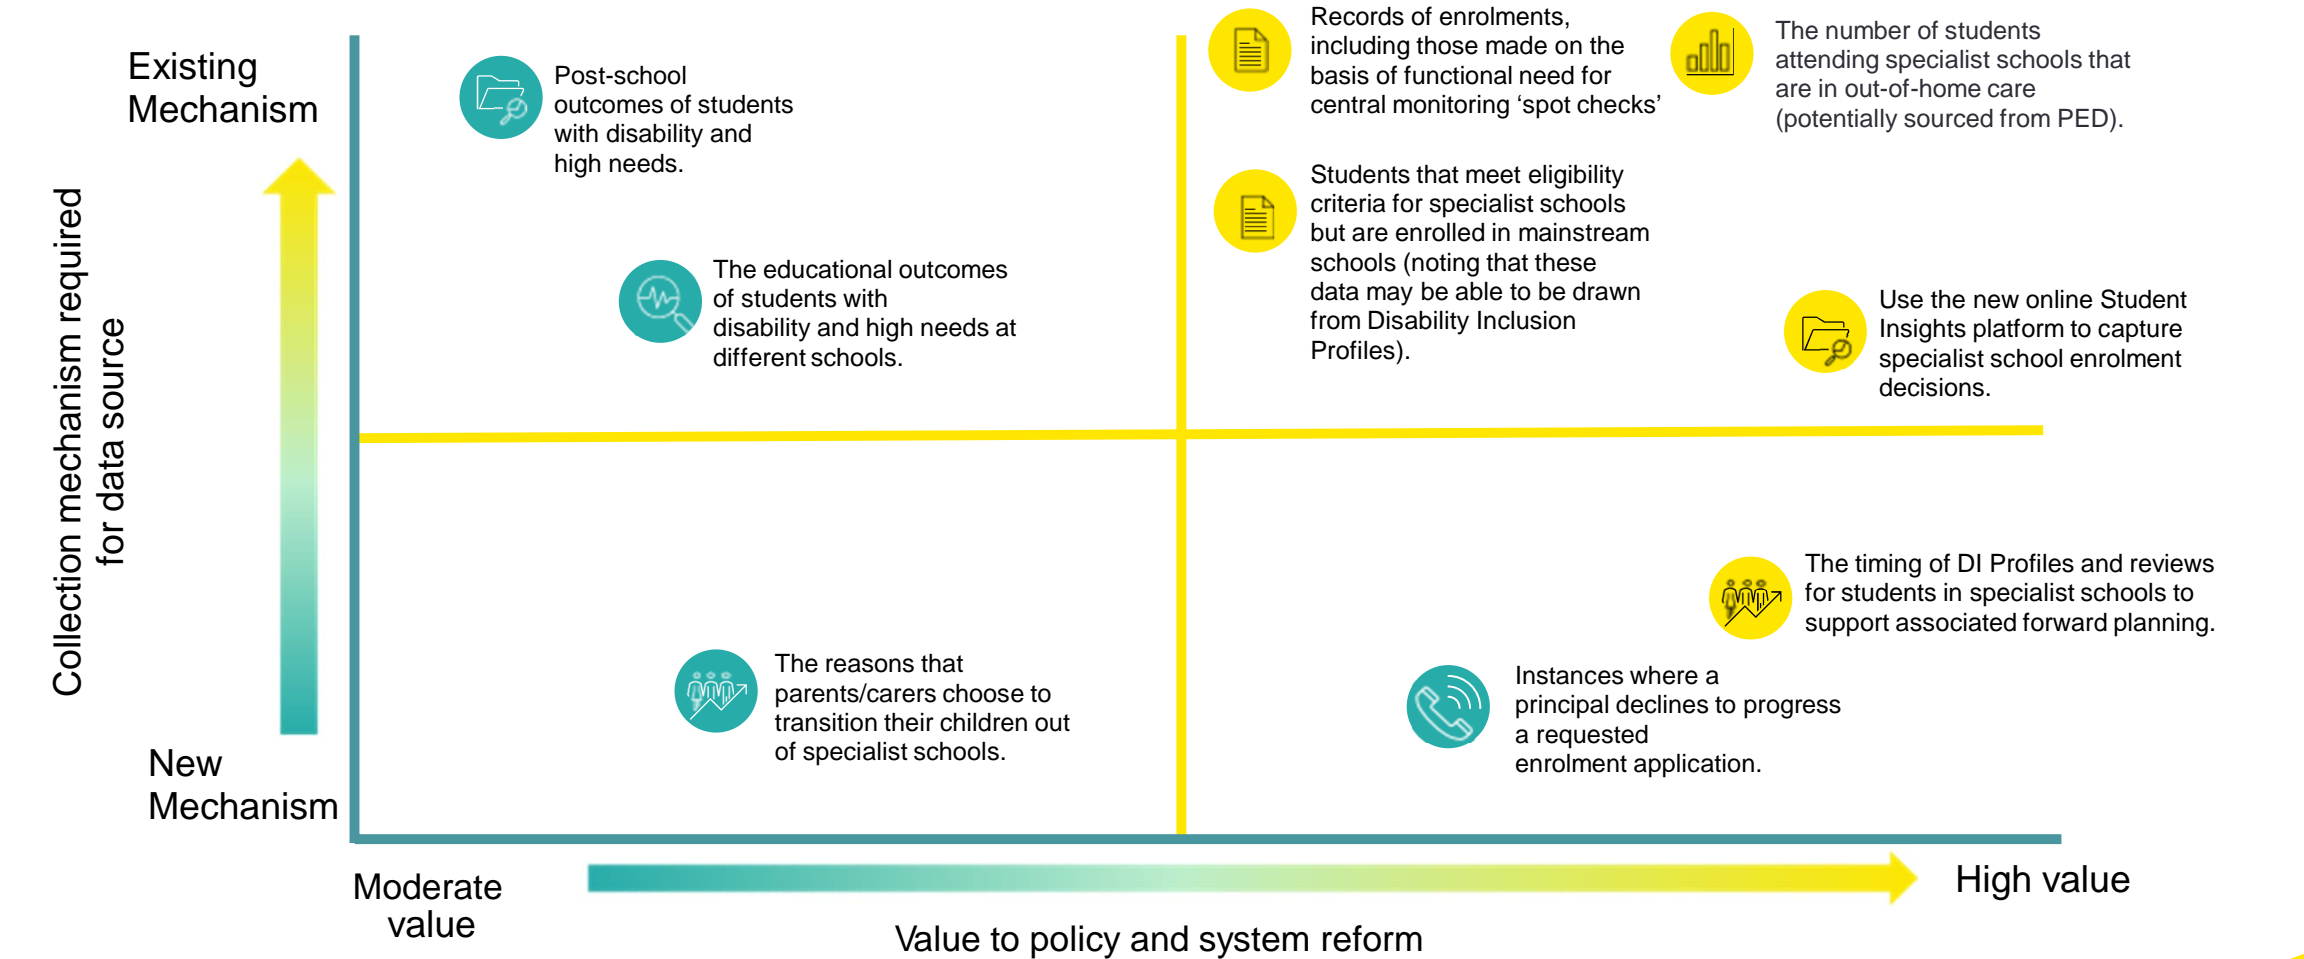 Existing
Mechanism
Collection mechanism required
for data source
New
Mechanism
Post-school
outcomes of students
with disability and
high needs.
The educational outcomes
of students with
disability and high needs at
different schools.
Records of enrolments,
including those made on the
basis of functional need for
central monitoring ‘spot checks’
The number of students
attending specialist schools that
are in out-of-home care
(potentially sourced from PED).
Students that meet eligibility
criteria for specialist schools
but are enrolled in mainstream
schools (noting that these
data may be able to be drawn
from Disability Inclusion
Profiles).
Use the new online Student
Insights platform to capture
specialist school enrolment
decisions.
The reasons that
parents/carers choose to
transition their children out
of specialist schools.
The timing of DI Profiles and reviews
for students in specialist schools to
support associated forward planning.
Instances where a
principal declines to progress
a requested
enrolment application.
Moderate
value
High value
Value to policy and system reform